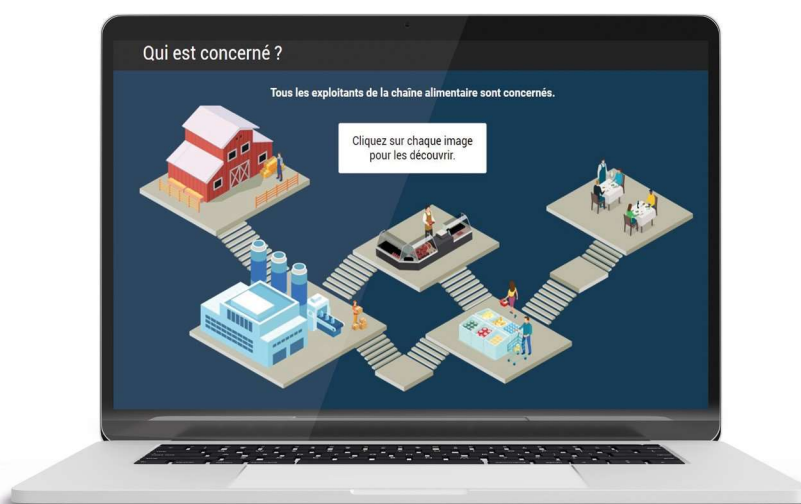 Qui est concerné ?
Tous les exploitants de la chaîne alimentaire sont concernés.
Cliquez sur chaque image
pour les découvrir.